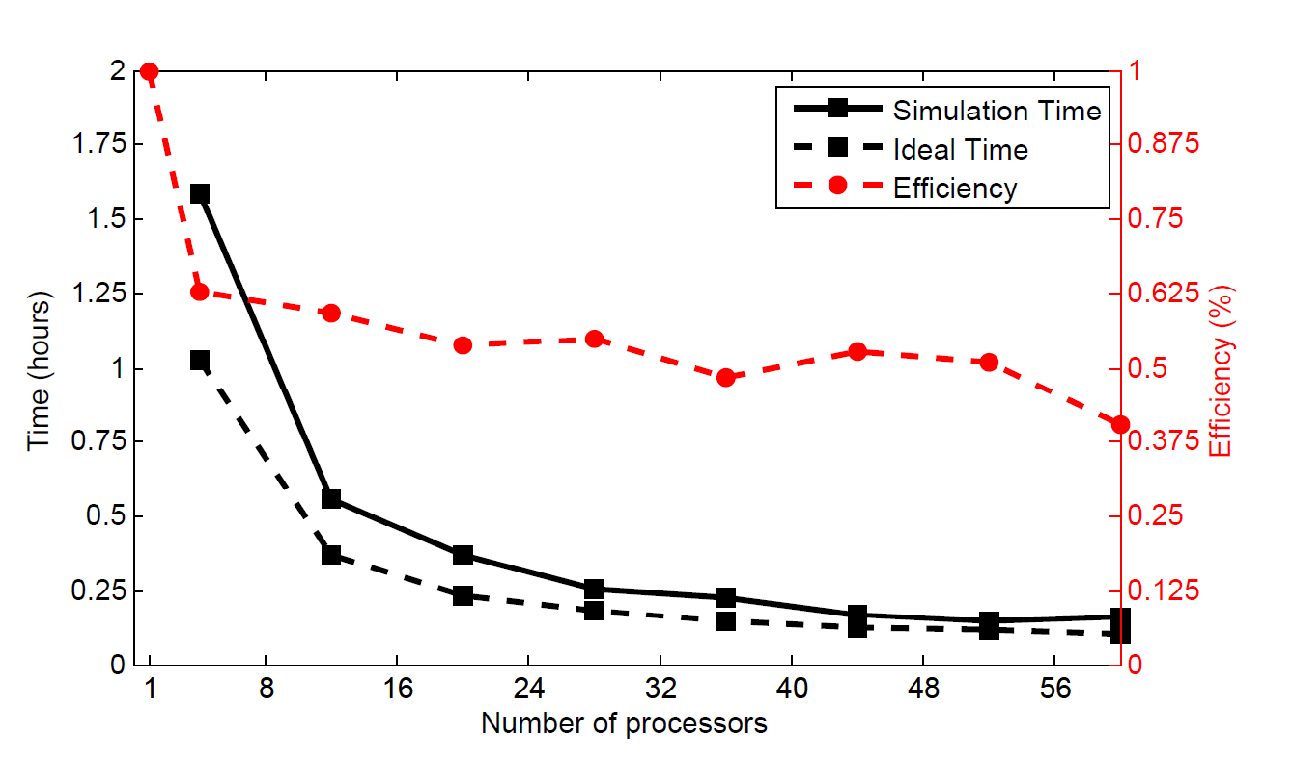 2
1.75
1.5
1.25
1
0.75
0.5
0.25
0
Time (hours)
1 8 16 24 32 40 48 56
Number of processors
Simulation Time
Ideal Time
Efficiency
1
0.875
0.75
0.625
0.5
0.375
0.25
0.125
0
Efficiency (%)